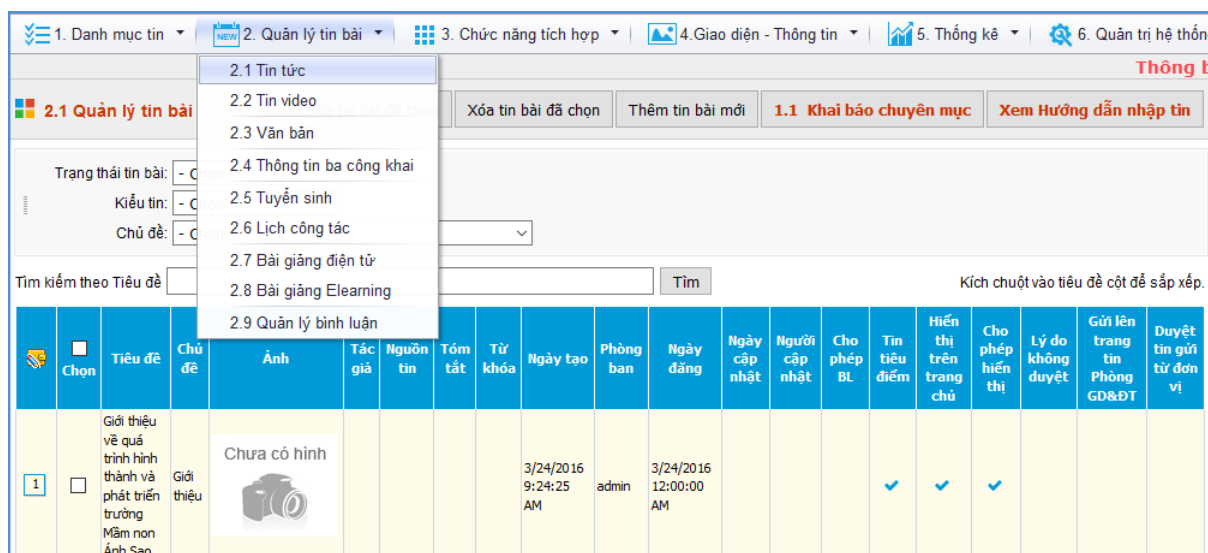 1. Danh mục tin
NEW 2. Quản lý tin bài
3. Chức năng tích hợp
4.Giao diện - Thông tin
5. Thống kê
6. Quản trị hệ thốn
Thông b
2.1 Tin tức
2.2 Tin video
2.3 Văn bản
2.4 Thông tin ba công khai
2.5 Tuyển sinh
2.6 Lịch công tác
2.7 Bài giảng điện tử
2.8 Bài giảng Elearning
2.9 Quản lý bình luận
2.1 Quản lý tin bài
Xóa tin bài đã chọn
Thêm tin bài mới
1.1 Khai báo chuyên mục
Xem Hướng dẫn nhập tin
Trạng thái tin bài:
Kiểu tin:
Chủ đề:
Tìm kiếm theo Tiêu đề
Tìm
Kích chuột vào tiêu đề cột để sắp xếp.
Chọn
Tiêu đề
Chủ
đề
Ảnh
Tác
giả
Nguồn
tin
Tóm
tắt
Từ
khóa
Ngày tạo
Phòng
ban
Ngày
đăng
Ngày
cập
nhật
Người
cập
nhật
Cho
phép
BL
Tin
tiêu
điểm
Hiển
thị
trên
trang
chủ
Cho
phép
hiển
thị
Lý do
không
duyệt
Gửi lên
trang
tin
Phòng
GD&ĐT
Duyệt
tin gửi
từ đơn
vị
1
Giới thiệu
về quá
trình hình
thành và
phát triển
trường
Mầm non
Ánh Sao
Giới
thiệu
Chưa có hình
3/24/2016
9:24:25
AM
admin
3/24/2016
12:00:00
AM